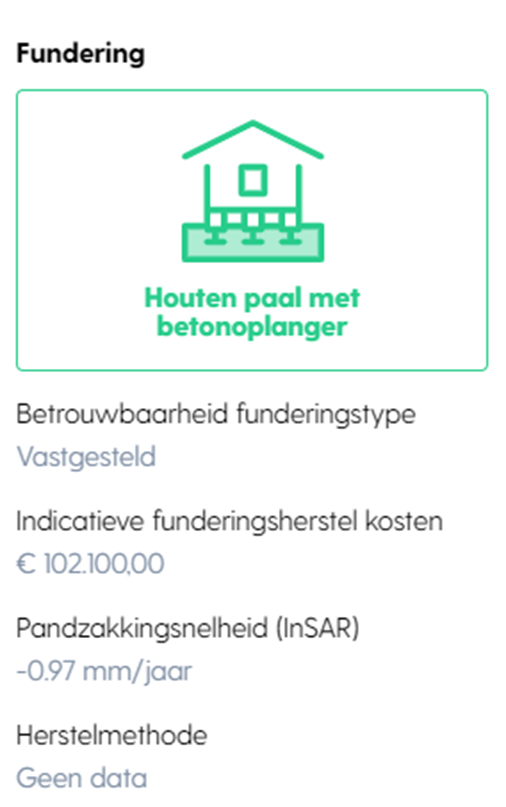 Fundering
Houten paal met
betonoplanger
Betrouwbaarheid funderingstype
Vastgesteld
Indicatieve funderingsherstel kosten
€ 102.100,00
Pandzakkingsnelheid (InSAR)
-0.97 mm/jaar
Herstelmethode
Geen data